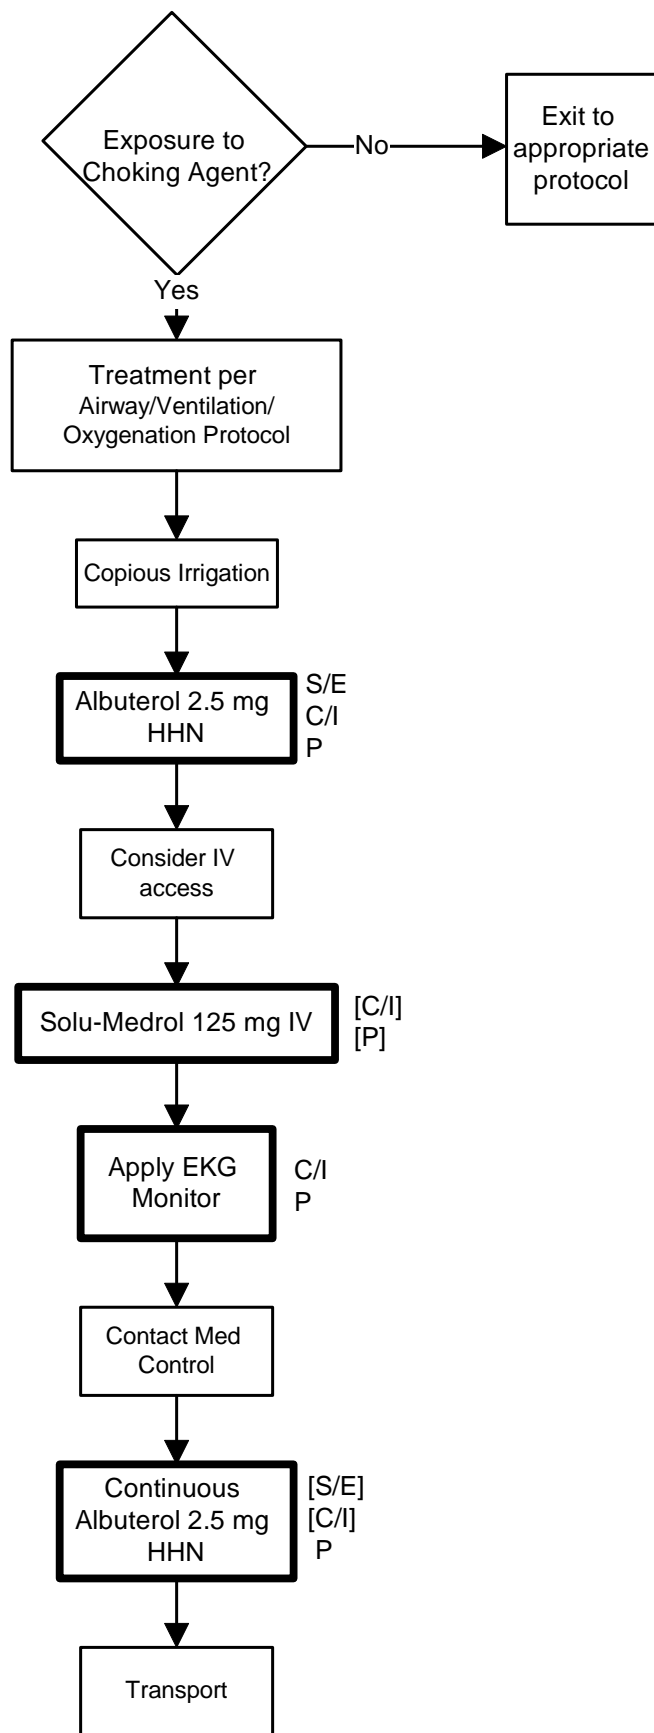 Exposure to
Choking Agent?
No
Exit to
appropriate
protocol
Yes
Treatment per
Airway/Ventilation/
Oxygenation Protocol
Copious Irrigation
Albuterol 2.5 mg
HHN
S/E
C/I
P
Consider IV
access
Solu-Medrol 125 mg IV
[C/I]
[P]
Apply EKG
Monitor
C/I
P
Contact Med
Control
Continuous
Albuterol 2.5 mg
HHN
[S/E]
[C/I]
P
Transport